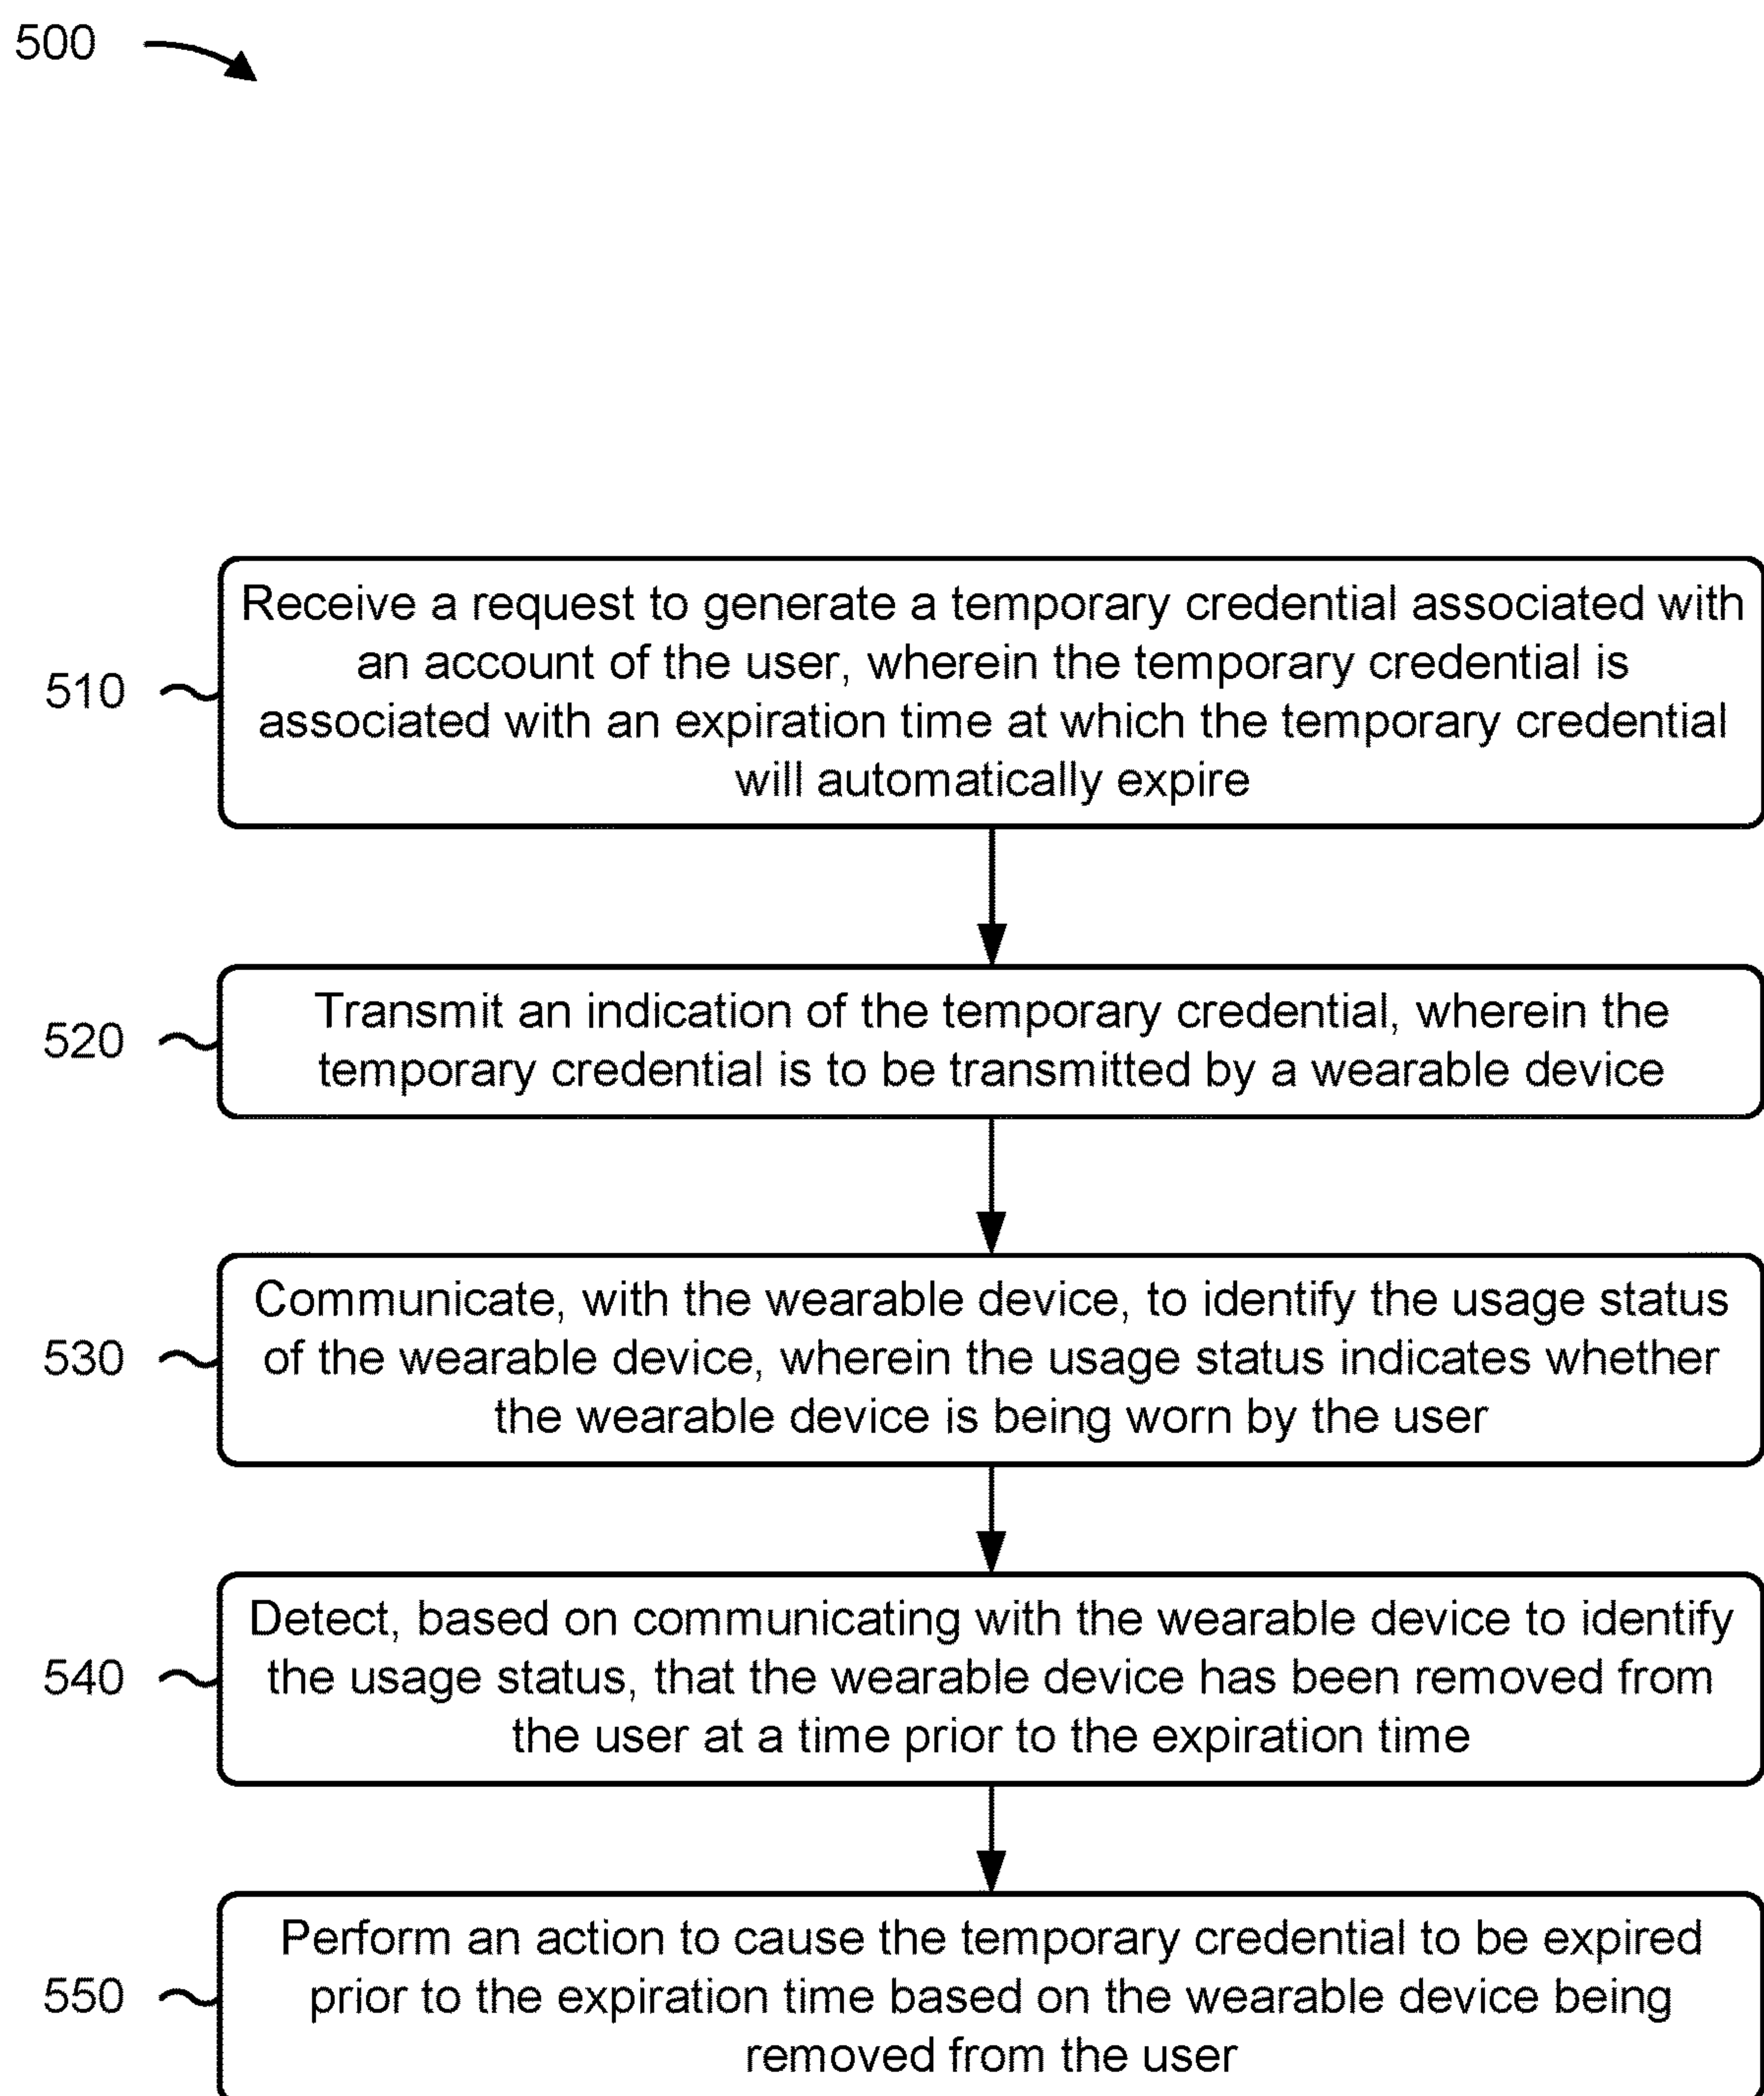 500
Receive a request to generate a temporary credential associated with
an account of the user, wherein the temporary credential is
510
associated with an expiration time at which the temporary credential
will automatically expire
Transmit an indication of the temporary credential, wherein the
520
temporary credential is to be transmitted by a wearable device
Communicate, with the wearable device, to identify the usage status
530
of the wearable device, wherein the usage status indicates whether
the wearable device is being worn by the user
Detect, based on communicating with the wearable device to identify
540
the usage status, that the wearable device has been removed from
the user at a time prior to the expiration time
Perform an action to cause the temporary credential to be expired
550
prior to the expiration time based on the wearable device being
removed from the user